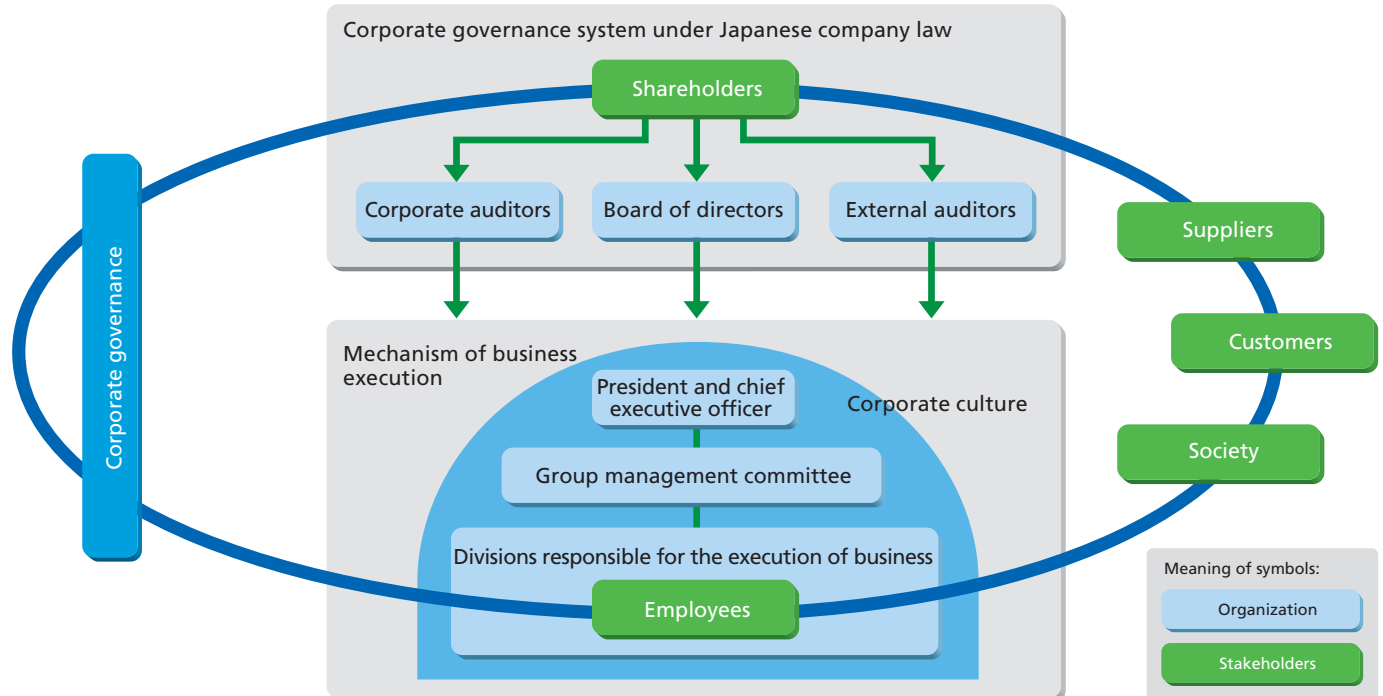 Corporate governance system under Japanese company law
Shareholders
Corporate auditors
Board of directors
External auditors
Corporate governance
Suppliers
Customers
Society
Mechanism of business
execution
President and chief
executive officer
Corporate culture
Group management committee
Divisions responsible for the execution of business
Employees
Meaning of symbols:
Organization
Stakeholders